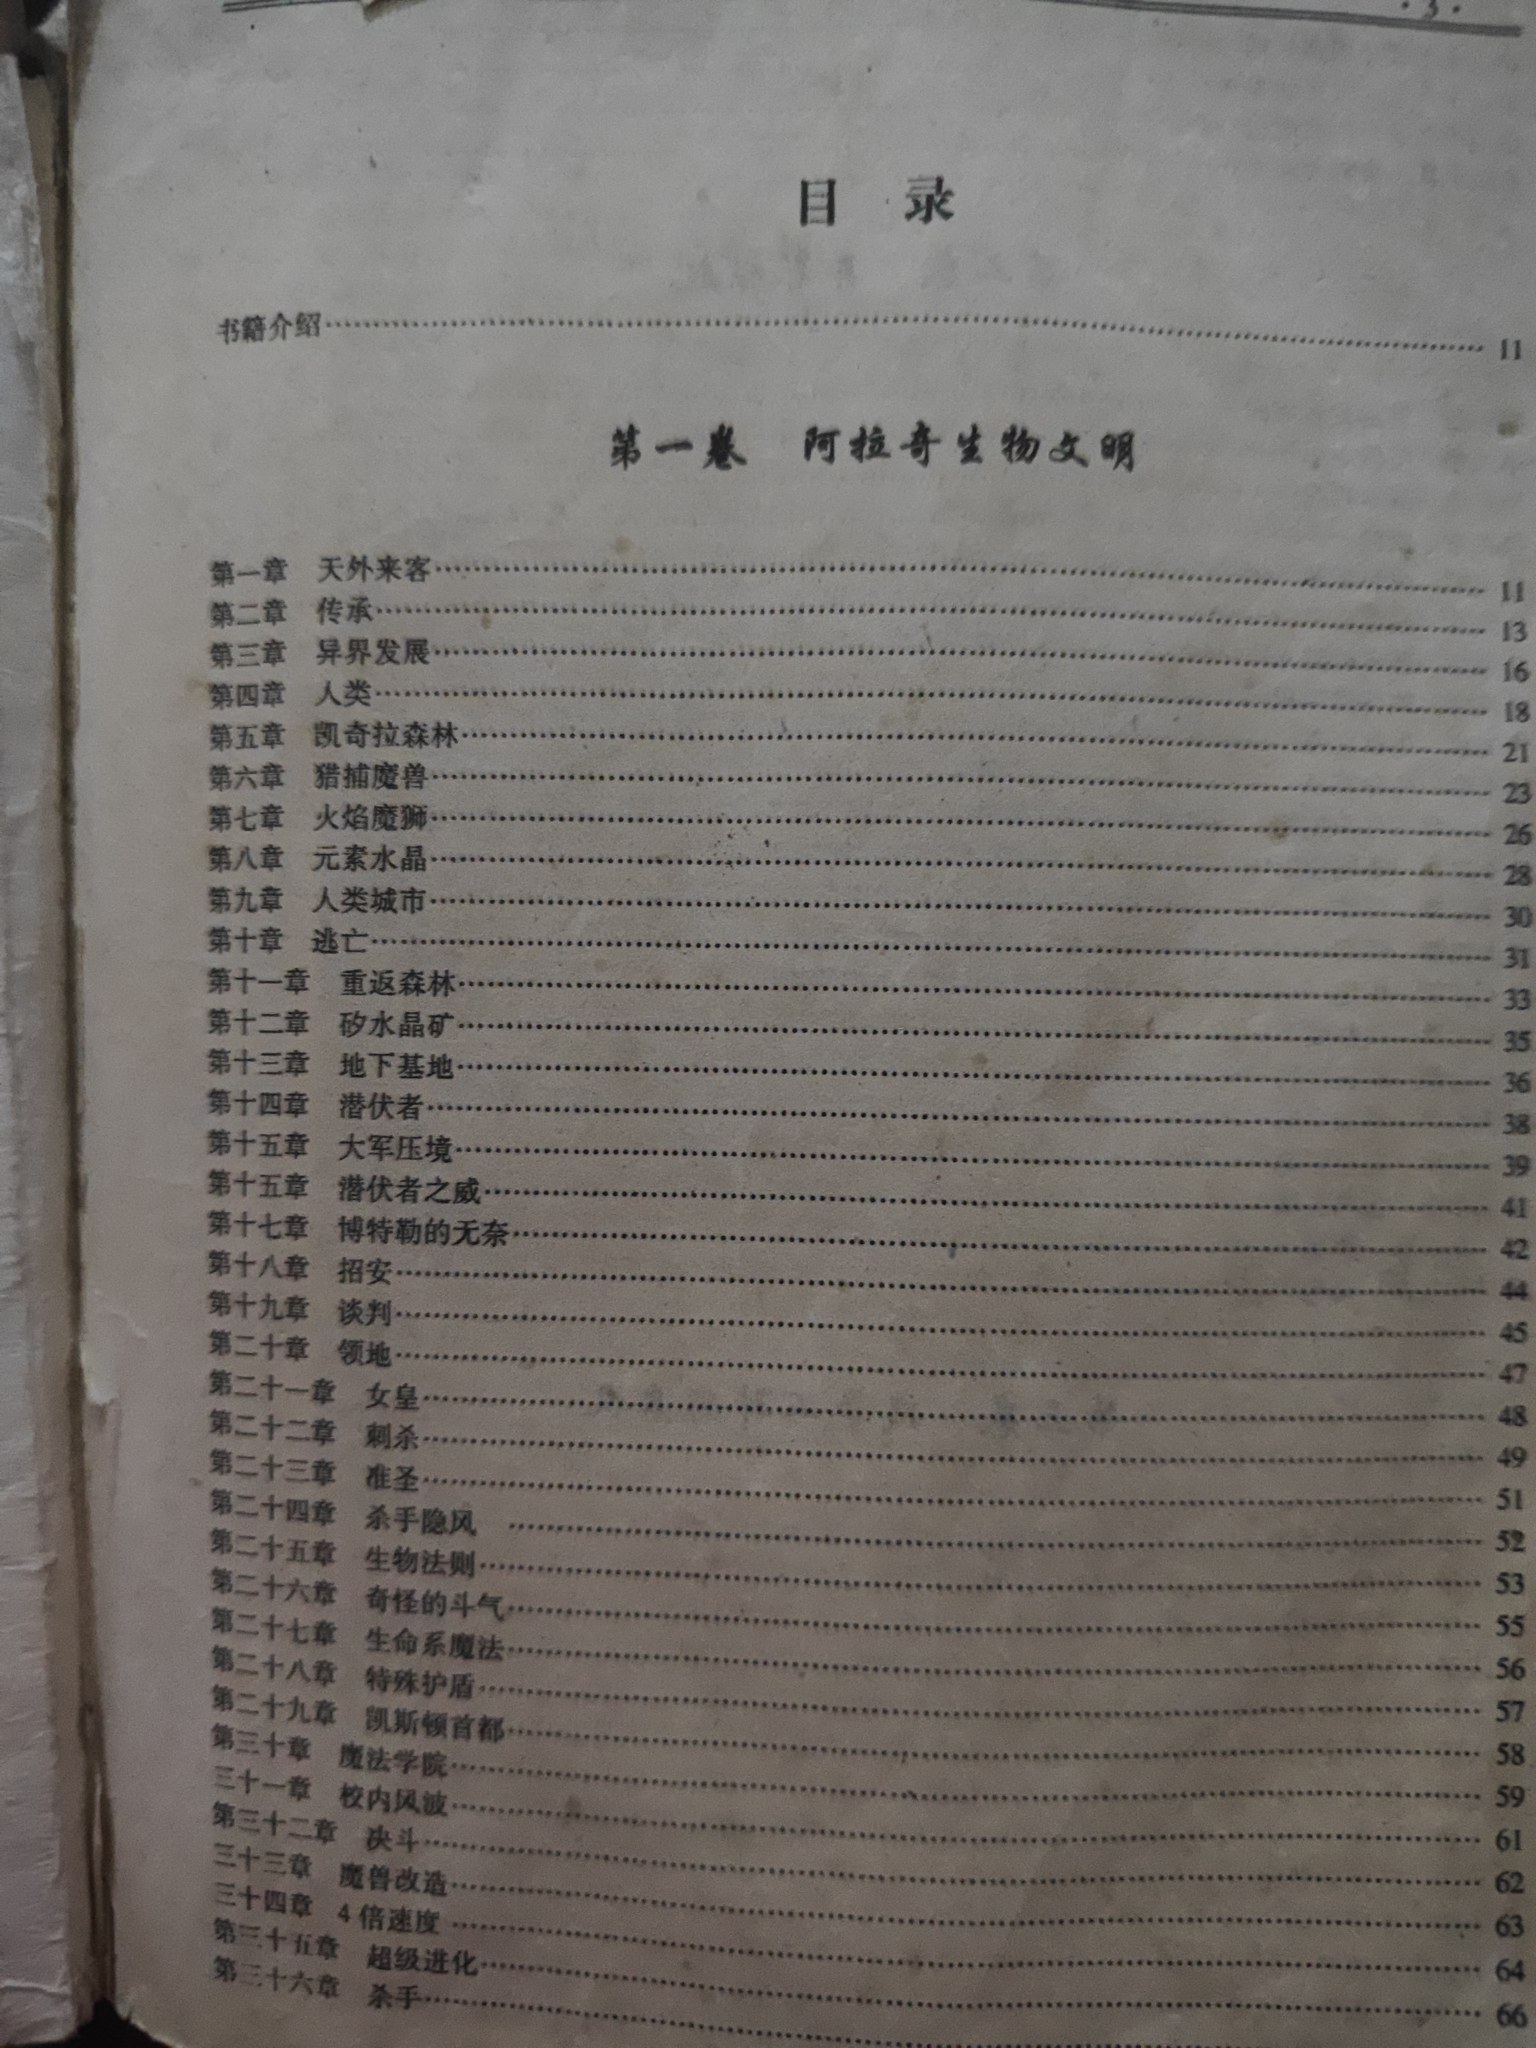 · 3 ·
目 录
书籍介绍…… 11
第一卷 阿拉奇生物文明
第一章 天外来客…… 11
第二章 传承…… 13
第三章 异界发展…… 16
第四章 人类…… 18
第五章 凯奇拉森林…… 21
第六章 猎捕魔兽…… 23
第七章 火焰魔狮…… 26
第八章 元素水晶…… 28
第九章 人类城市…… 30
第十章 逃亡…… 31
第十一章 重返森林…… 33
第十二章 矽水晶矿…… 35
第十三章 地下基地…… 36
第十四章 潜伏者…… 38
第十五章 大军压境…… 39
第十五章 潜伏者之威…… 41
第十七章 博特勒的无奈…… 42
第十八章 招安…… 44
第十九章 谈判…… 45
第二十章 领地…… 47
第二十一章 女皇…… 48
第二十二章 刺杀…… 49
第二十三章 准圣…… 51
第二十四章 杀手隐风 …… 52
第二十五章 生物法则…… 53
第二十六章 奇怪的斗气…… 55
第二十七章 生命系魔法…… 56
第二十八章 特殊护盾…… 57
第二十九章 凯斯顿首都…… 58
第三十章 魔法学院…… 59
三十一章 校内风波…… 61
第三十二章 决斗…… 62
三十三章 魔兽改造…… 63
三十四章 4 倍速度…… 64
第三十五章 超级进化…… 66
第三十六章 杀手……